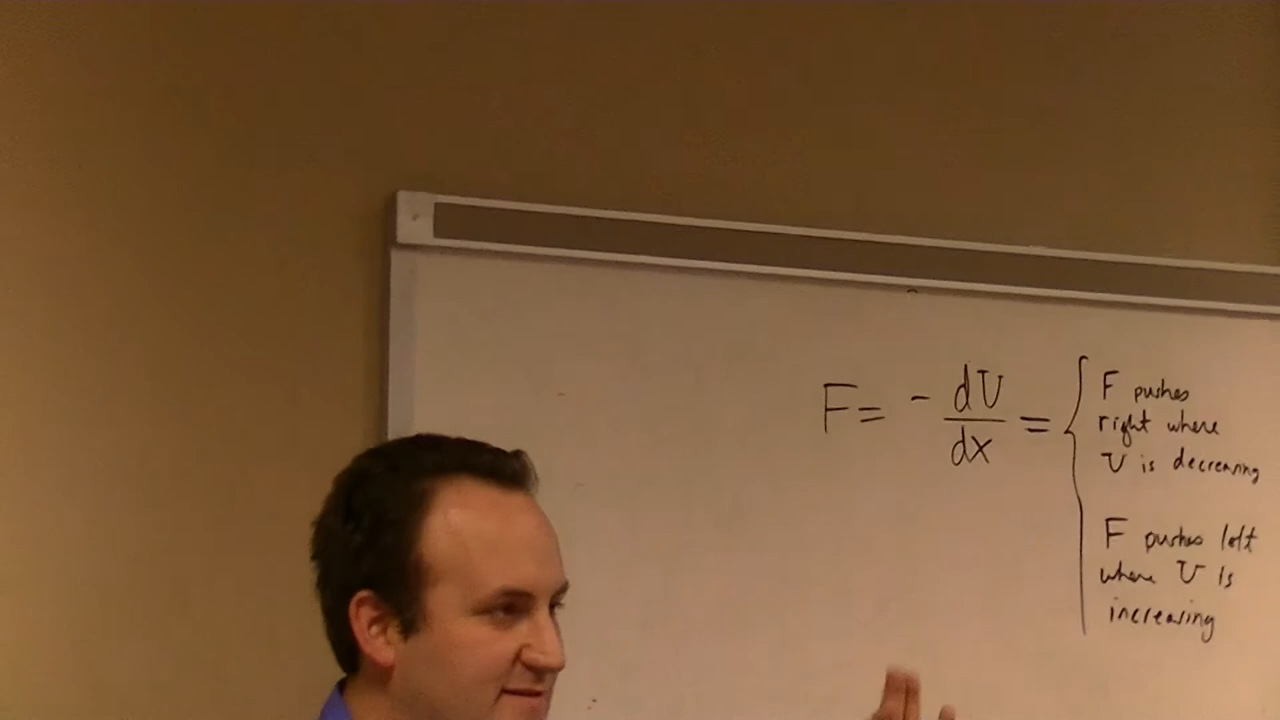 F = - dU/dx =
F pushes
right where
U is decreasing
F pushes left
where U is
increasing